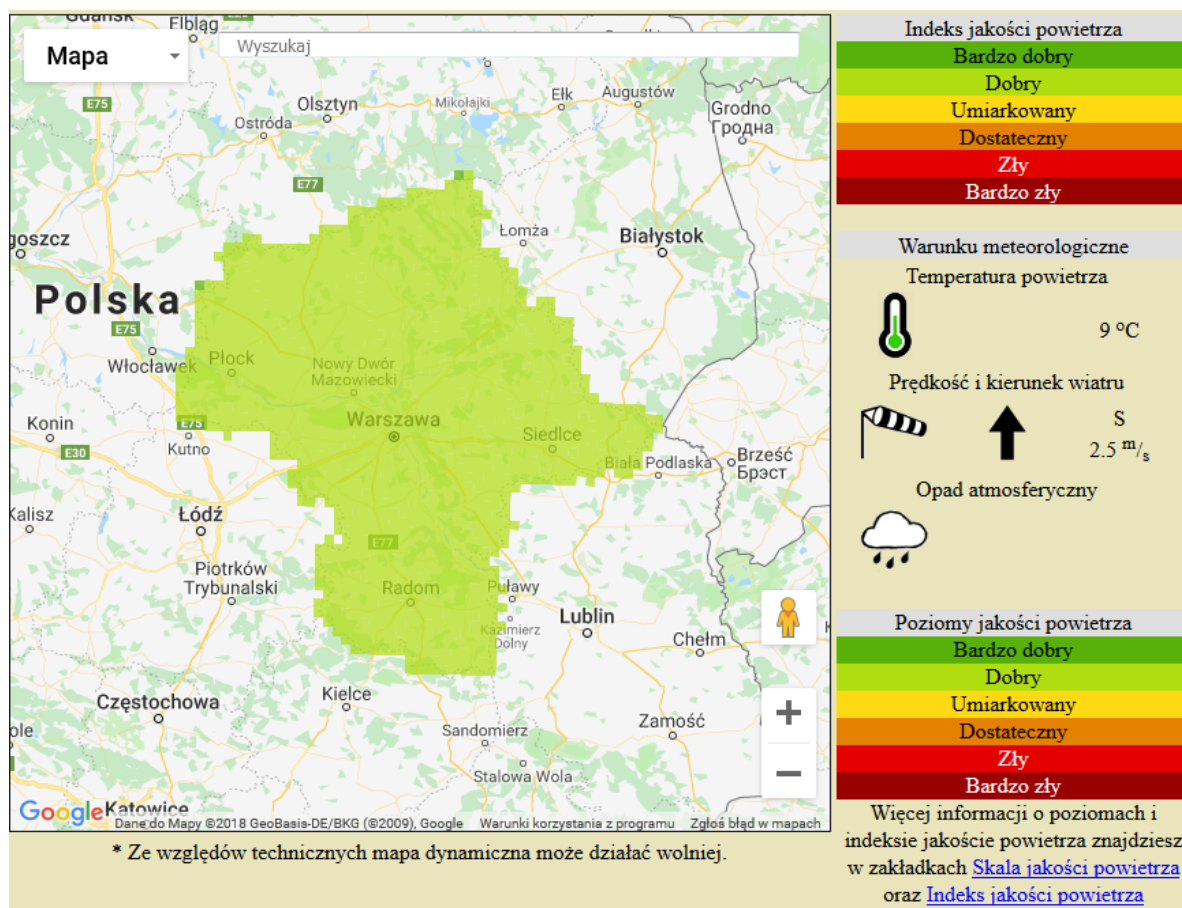 Gdańsk
Elbląg
Mapa
Wyszukaj
E75
Olsztyn
Mikołajki
Ełk
Augustów
Grodno
Гродна
Ostróda
E77
Łomża
Białystok
goszcz
Polska
E75
Włocławek
Płock
Nowy Dwór
Mazowiecki
Warszawa
Konin
E75
Siedlce
E30
Kutno
Biała Podlaska
Brześć
Брэст
Kalisz
Łódź
E77
Piotrków
Trybunalski
Radom
Puławy
Lublin
Kazimierz
Dolny
Chełm
Częstochowa
Kielce
Zamość
Sandomierz
ole
Stalowa Wola
Google
Katowice
Dane do Mapy ©2018 GeoBasis-DE/BKG (©2009), Google
Warunki korzystania z programu
Zgłoś błąd w mapach
* Ze względów technicznych mapa dynamiczna może działać wolniej.
Indeks jakości powietrza
Bardzo dobry
Dobry
Umiarkowany
Dostateczny
Zły
Bardzo zły
Warunku meteorologiczne
Temperatura powietrza
9 °C
Prędkość i kierunek wiatru
S
2.5 m/s
Opad atmosferyczny
Poziomy jakości powietrza
Bardzo dobry
Dobry
Umiarkowany
Dostateczny
Zły
Bardzo zły
Więcej informacji o poziomach i
indeksie jakoście powietrza znajdziesz
w zakładkach Skala jakości powietrza
oraz Indeks jakości powietrza